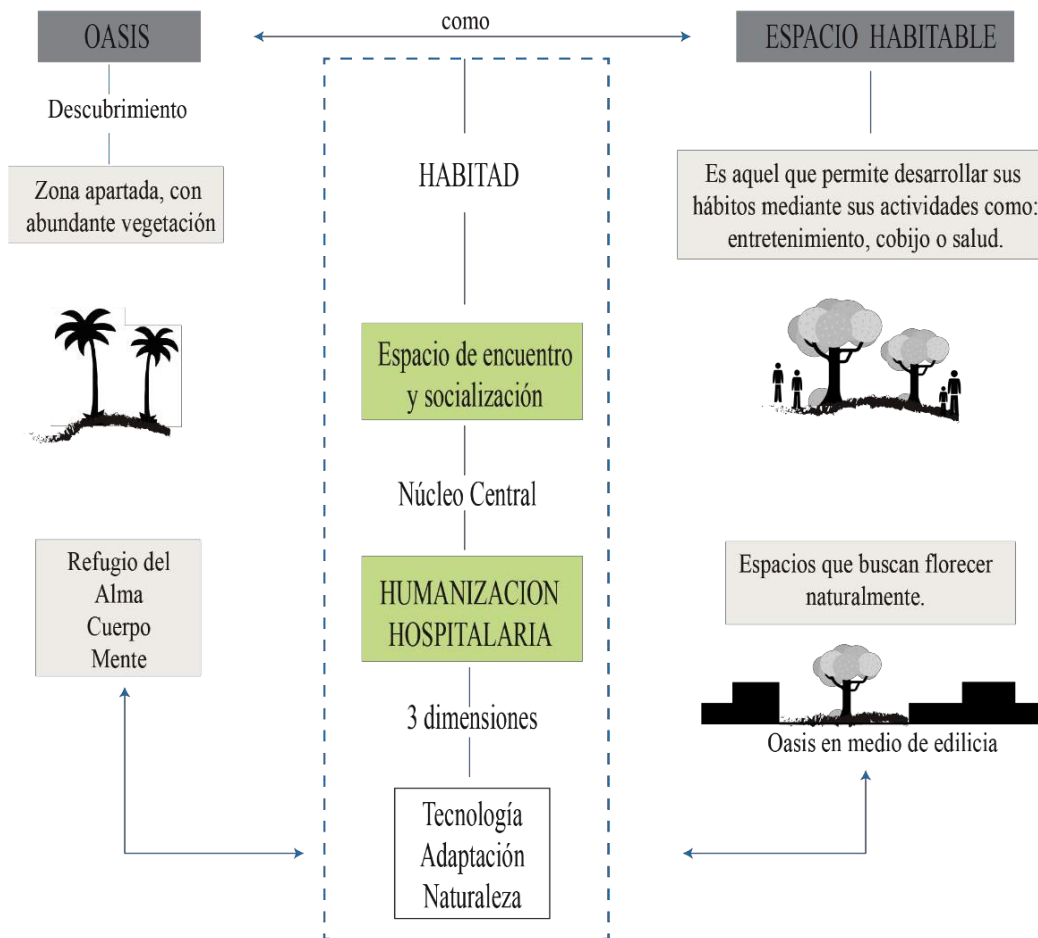 OASIS
como
ESPACIO HABITABLE
Descubrimiento
Zona apartada, con
abundante vegetación
HABITAD
Es aquel que permite desarrollar sus
hábitos mediante sus actividades como:
entretenimiento, cobijo o salud.
Espacio de encuentro
y socialización
Núcleo Central
Refugio del
Alma
Cuerpo
Mente
HUMANIZACION
HOSPITALARIA
Espacios que buscan florecer
naturalmente.
3 dimensiones
Oasis en medio de edilicia
Tecnología
Adaptación
Naturaleza